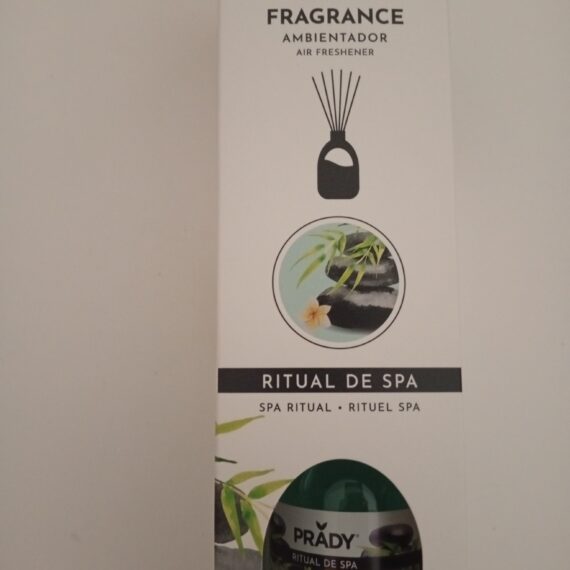 FRAGRANCE
AMBIENTADOR
AIR FRESHENER
RITUAL DE SPA
SPA RITUAL • RITUEL SPA
PRADY
RITUAL DE SPA